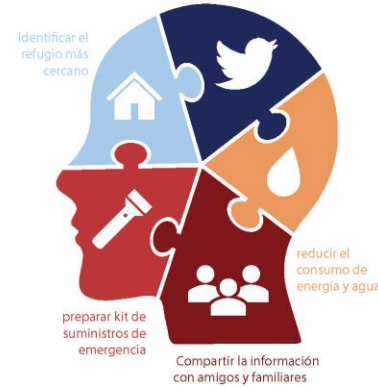 identificar el
refugio más
cercano
reducir el
consumo de
energía y agua
preparar kit de
suministros de
emergencia
Compartir la información
con amigos y familiares